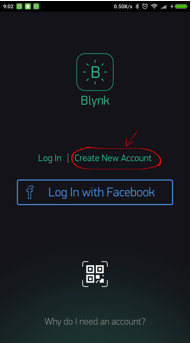 9:02
0.50K/s
B
Blynk
Log In | Create New Account
f Log In with Facebook
Why do I need an account?